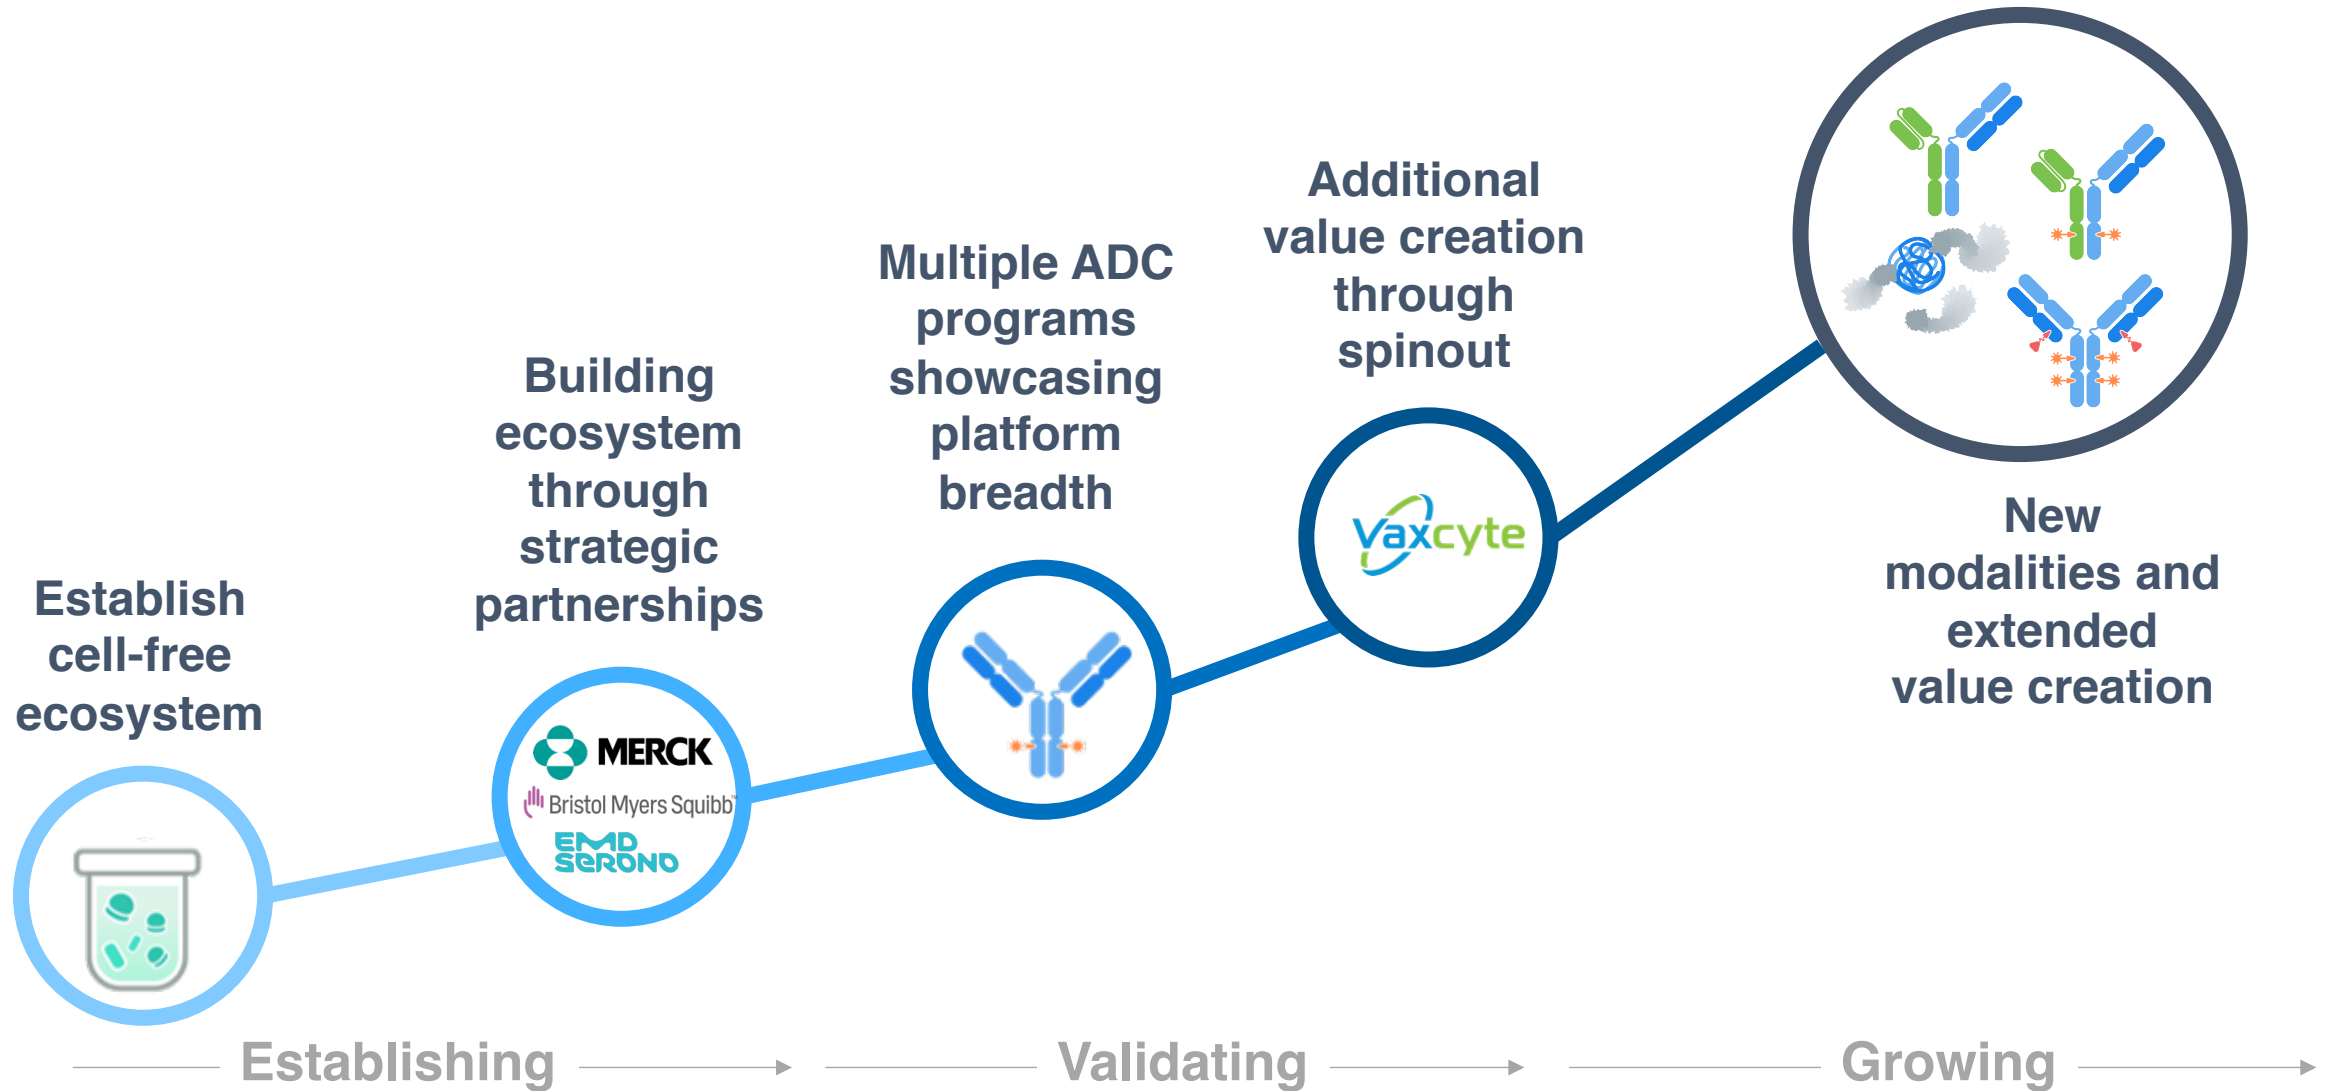 Establish
cell-free
ecosystem
Building
ecosystem
through
strategic
partnerships
MERCK
Bristol Myers Squibb™
EMD
SERONO
Multiple ADC
programs
showcasing
platform
breadth
Additional
value creation
through
spinout
Vaxcyte
New
modalities and
extended
value creation
Establishing
Validating
Growing